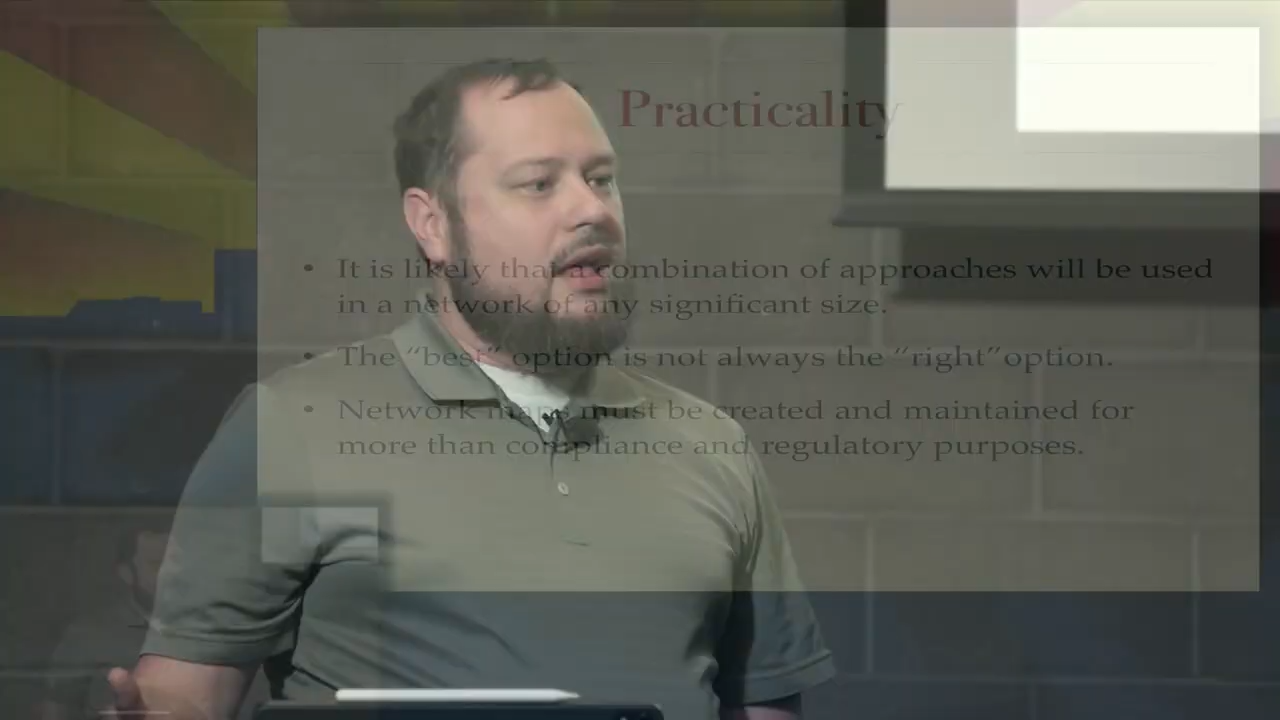 Practicality
• It is likely that a combination of approaches will be used
in a network of any significant size.
• The “best” option is not always the “right”option.
• Network maps must be created and maintained for
more than compliance and regulatory purposes.